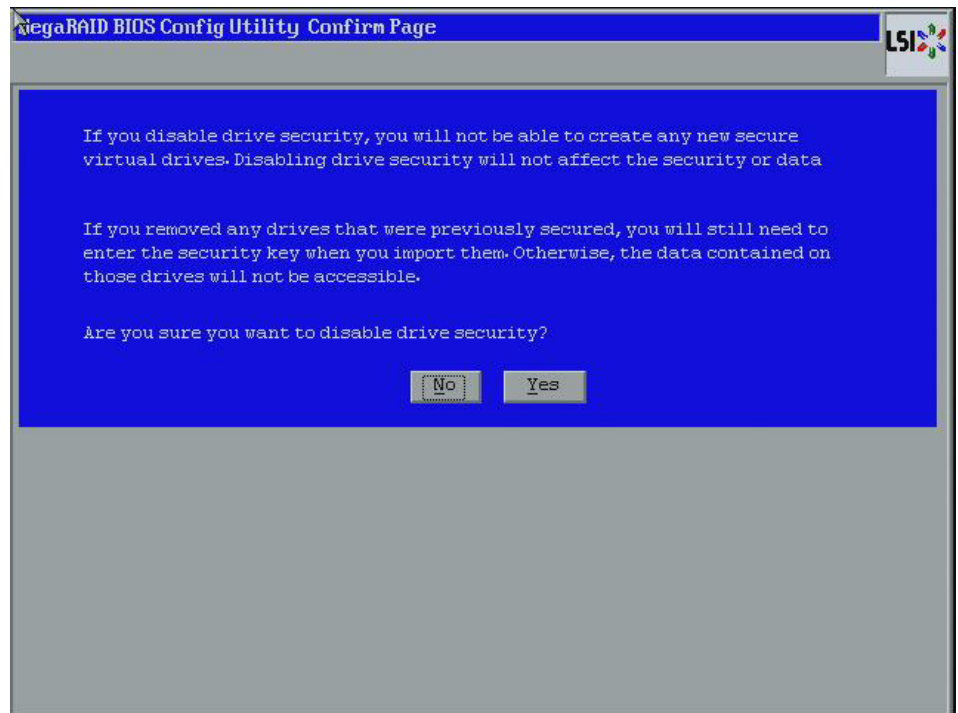 MegaRAID BIOS Config Utility Confirm Page
LSI
If you disable drive security, you will not be able to create any new secure
virtual drives. Disabling drive security will not affect the security or data
If you removed any drives that were previously secured, you will still need to
enter the security key when you import them. Otherwise, the data contained on
those drives will not be accessible.
Are you sure you want to disable drive security?
No Yes